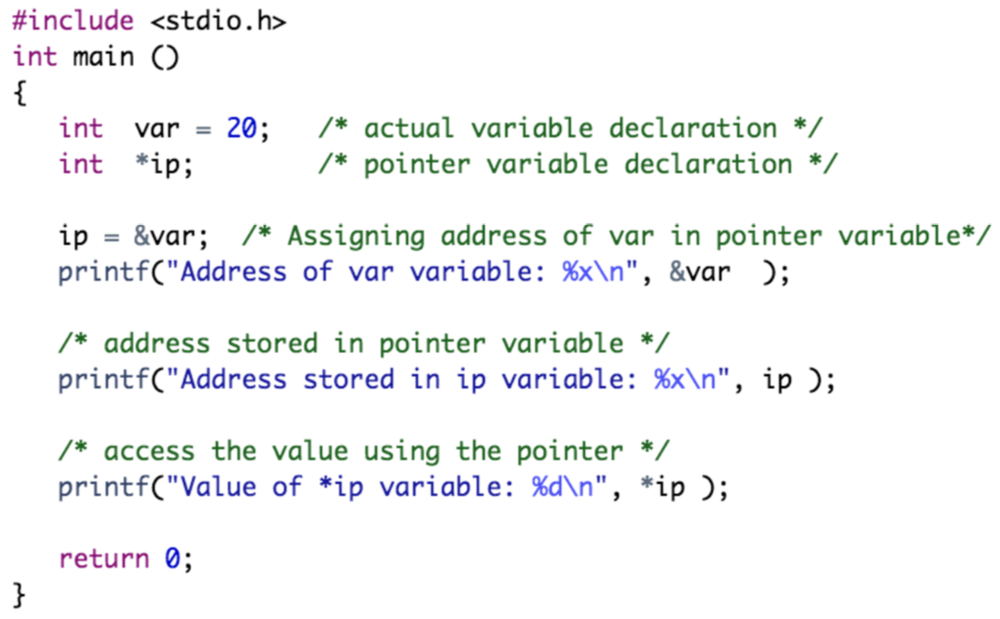 #include <stdio.h>
int main ()
{
   int  var = 20;   /* actual variable declaration */
   int  *ip;        /* pointer variable declaration */
   ip = &var;  /* Assigning address of var in pointer variable*/
   printf("Address of var variable: %x\n", &var  );
   /* address stored in pointer variable */
   printf("Address stored in ip variable: %x\n", ip );
   /* access the value using the pointer */
   printf("Value of *ip variable: %d\n", *ip );
   return 0;
}